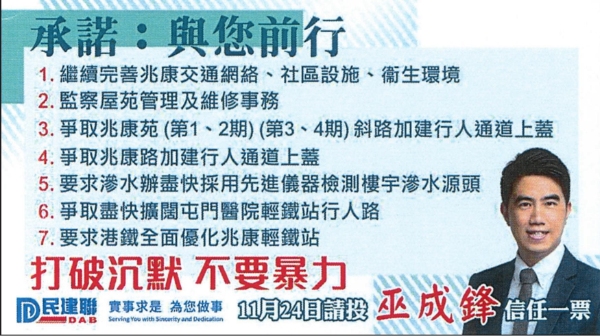 承諾：與您前行
1. 繼續完善兆康交通網絡、社區設施、衞生環境
2. 監察屋苑管理及維修事務
3. 爭取兆康苑 (第1、2期) (第3、4期) 斜路加建行人通道上蓋
4. 爭取兆康路加建行人通道上蓋
5. 要求滲水辦盡快採用先進儀器檢測樓宇滲水源頭
6. 爭取盡快擴闊屯門醫院輕鐵站行人路
7. 要求港鐵全面優化兆康輕鐵站
打破沉默 不要暴力
民建聯 DAB 實事求是 為您做事
Serving You with Sincerity and Dedication
11月24日請投 巫成鋒 信任一票